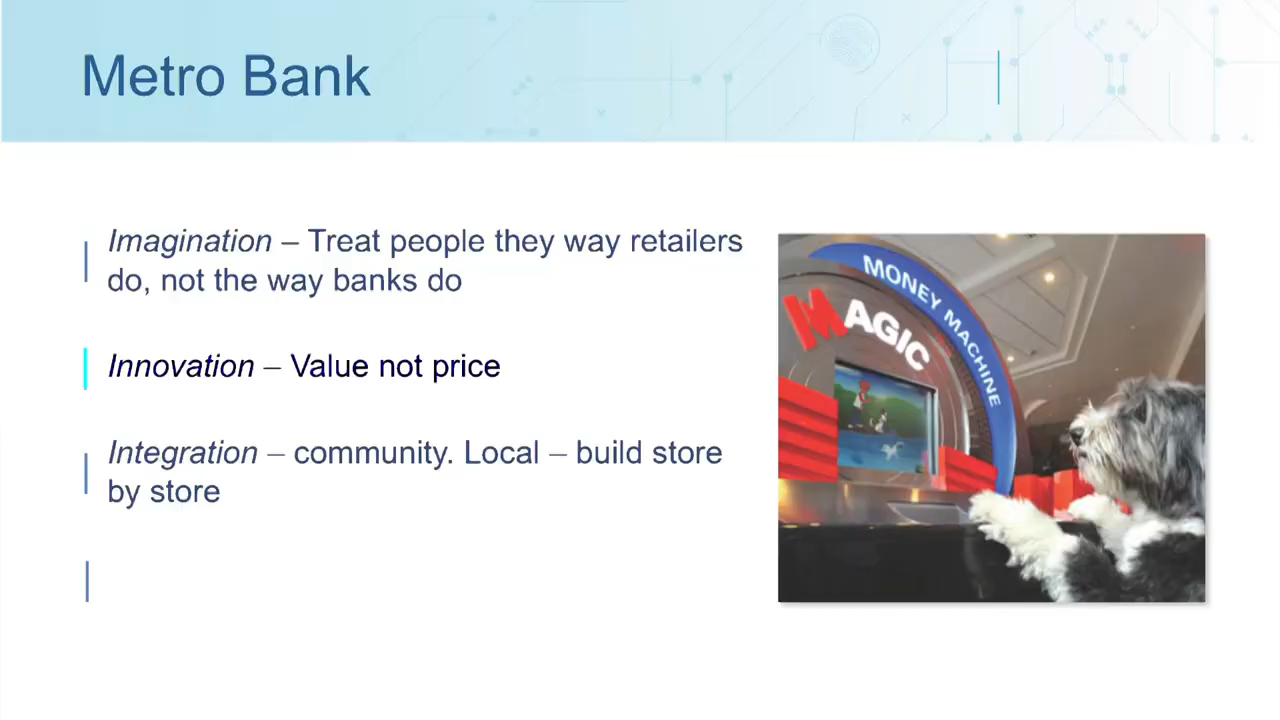 Metro Bank
Imagination – Treat people they way retailers
do, not the way banks do
Innovation – Value not price
Integration – community. Local – build store
by store
MONEY MACHINE
MAGIC